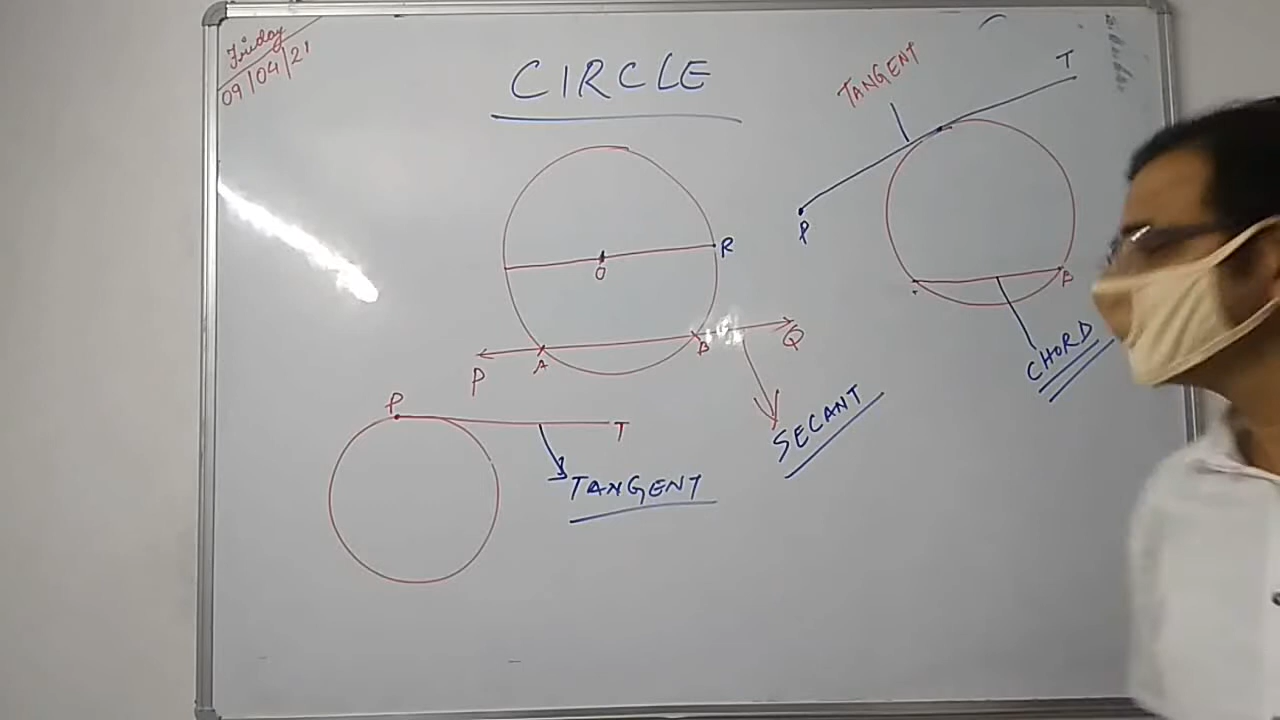 Friday
09/04/21
CIRCLE
TANGENT
T
P
R
O
P
A
B
Q
B
CHORD
SECANT
P
T
TANGENT